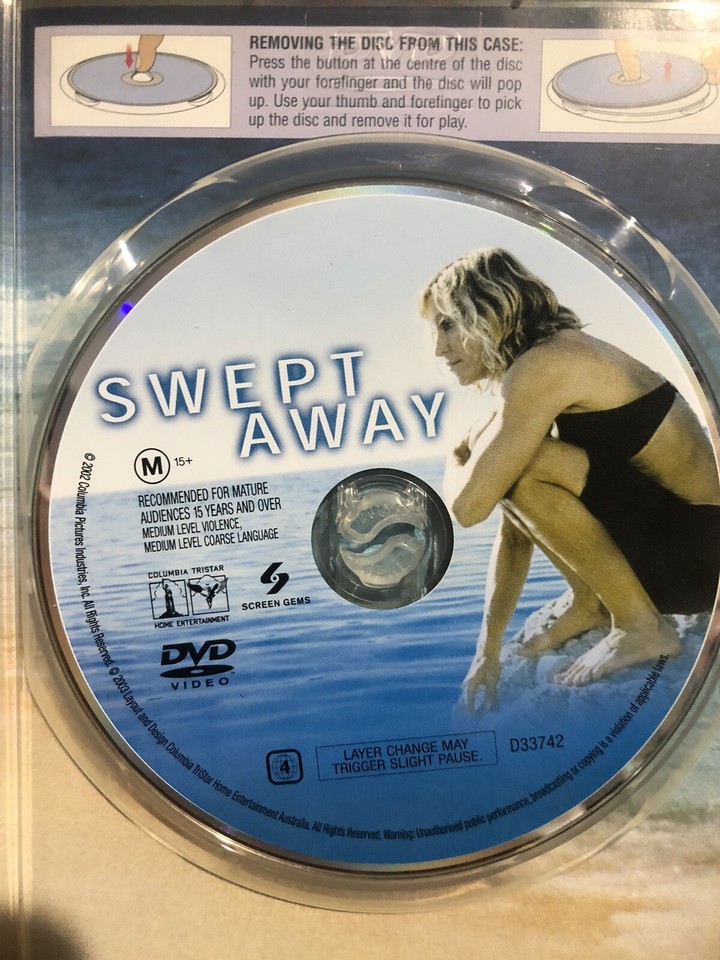 REMOVING THE DISC FROM THIS CASE:
Press the button at the centre of the disc
with your forefinger and the disc will pop
up. Use your thumb and forefinger to pick
up the disc and remove it for play.
SWEPT
AWAY
M 15+
RECOMMENDED FOR MATURE
AUDIENCES 15 YEARS AND OVER
MEDIUM LEVEL VIOLENCE,
MEDIUM LEVEL COARSE LANGUAGE
COLUMBIA TRISTAR
HOME ENTERTAINMENT
SCREEN GEMS
DVD
VIDEO™
4
LAYER CHANGE MAY
TRIGGER SLIGHT PAUSE.
D33742
© 2002 Columbia Pictures Industries, Inc. All Rights Reserved. © 2003 Layout and Design Columbia TriStar Home Entertainment Australia. All Rights Reserved. Warning: Unauthorised public performance, broadcasting or copying is a violation of applicable laws.